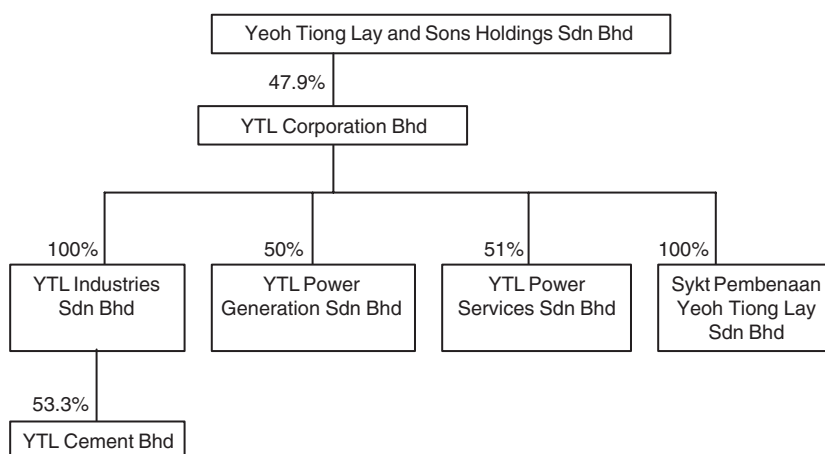 Yeoh Tiong Lay and Sons Holdings Sdn Bhd
47.9%
YTL Corporation Bhd
100%
50%
51%
100%
YTL Industries
Sdn Bhd
YTL Power
Generation Sdn Bhd
YTL Power
Services Sdn Bhd
Sykt Pembenaan
Yeoh Tiong Lay
Sdn Bhd
53.3%
YTL Cement Bhd